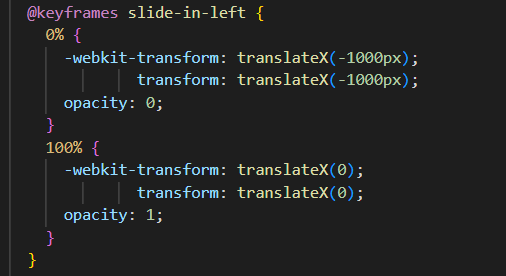 @keyframes slide-in-left {
  0% {
    -webkit-transform: translateX(-1000px);
            transform: translateX(-1000px);
    opacity: 0;
  }
  100% {
    -webkit-transform: translateX(0);
            transform: translateX(0);
    opacity: 1;
  }
}